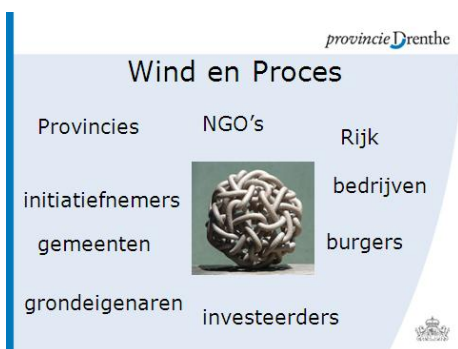 provincie Drenthe
Wind en Proces
Provincies
NGO's
Rijk
initiatiefnemers
bedrijven
gemeenten
burgers
grondeigenaren
investeerders